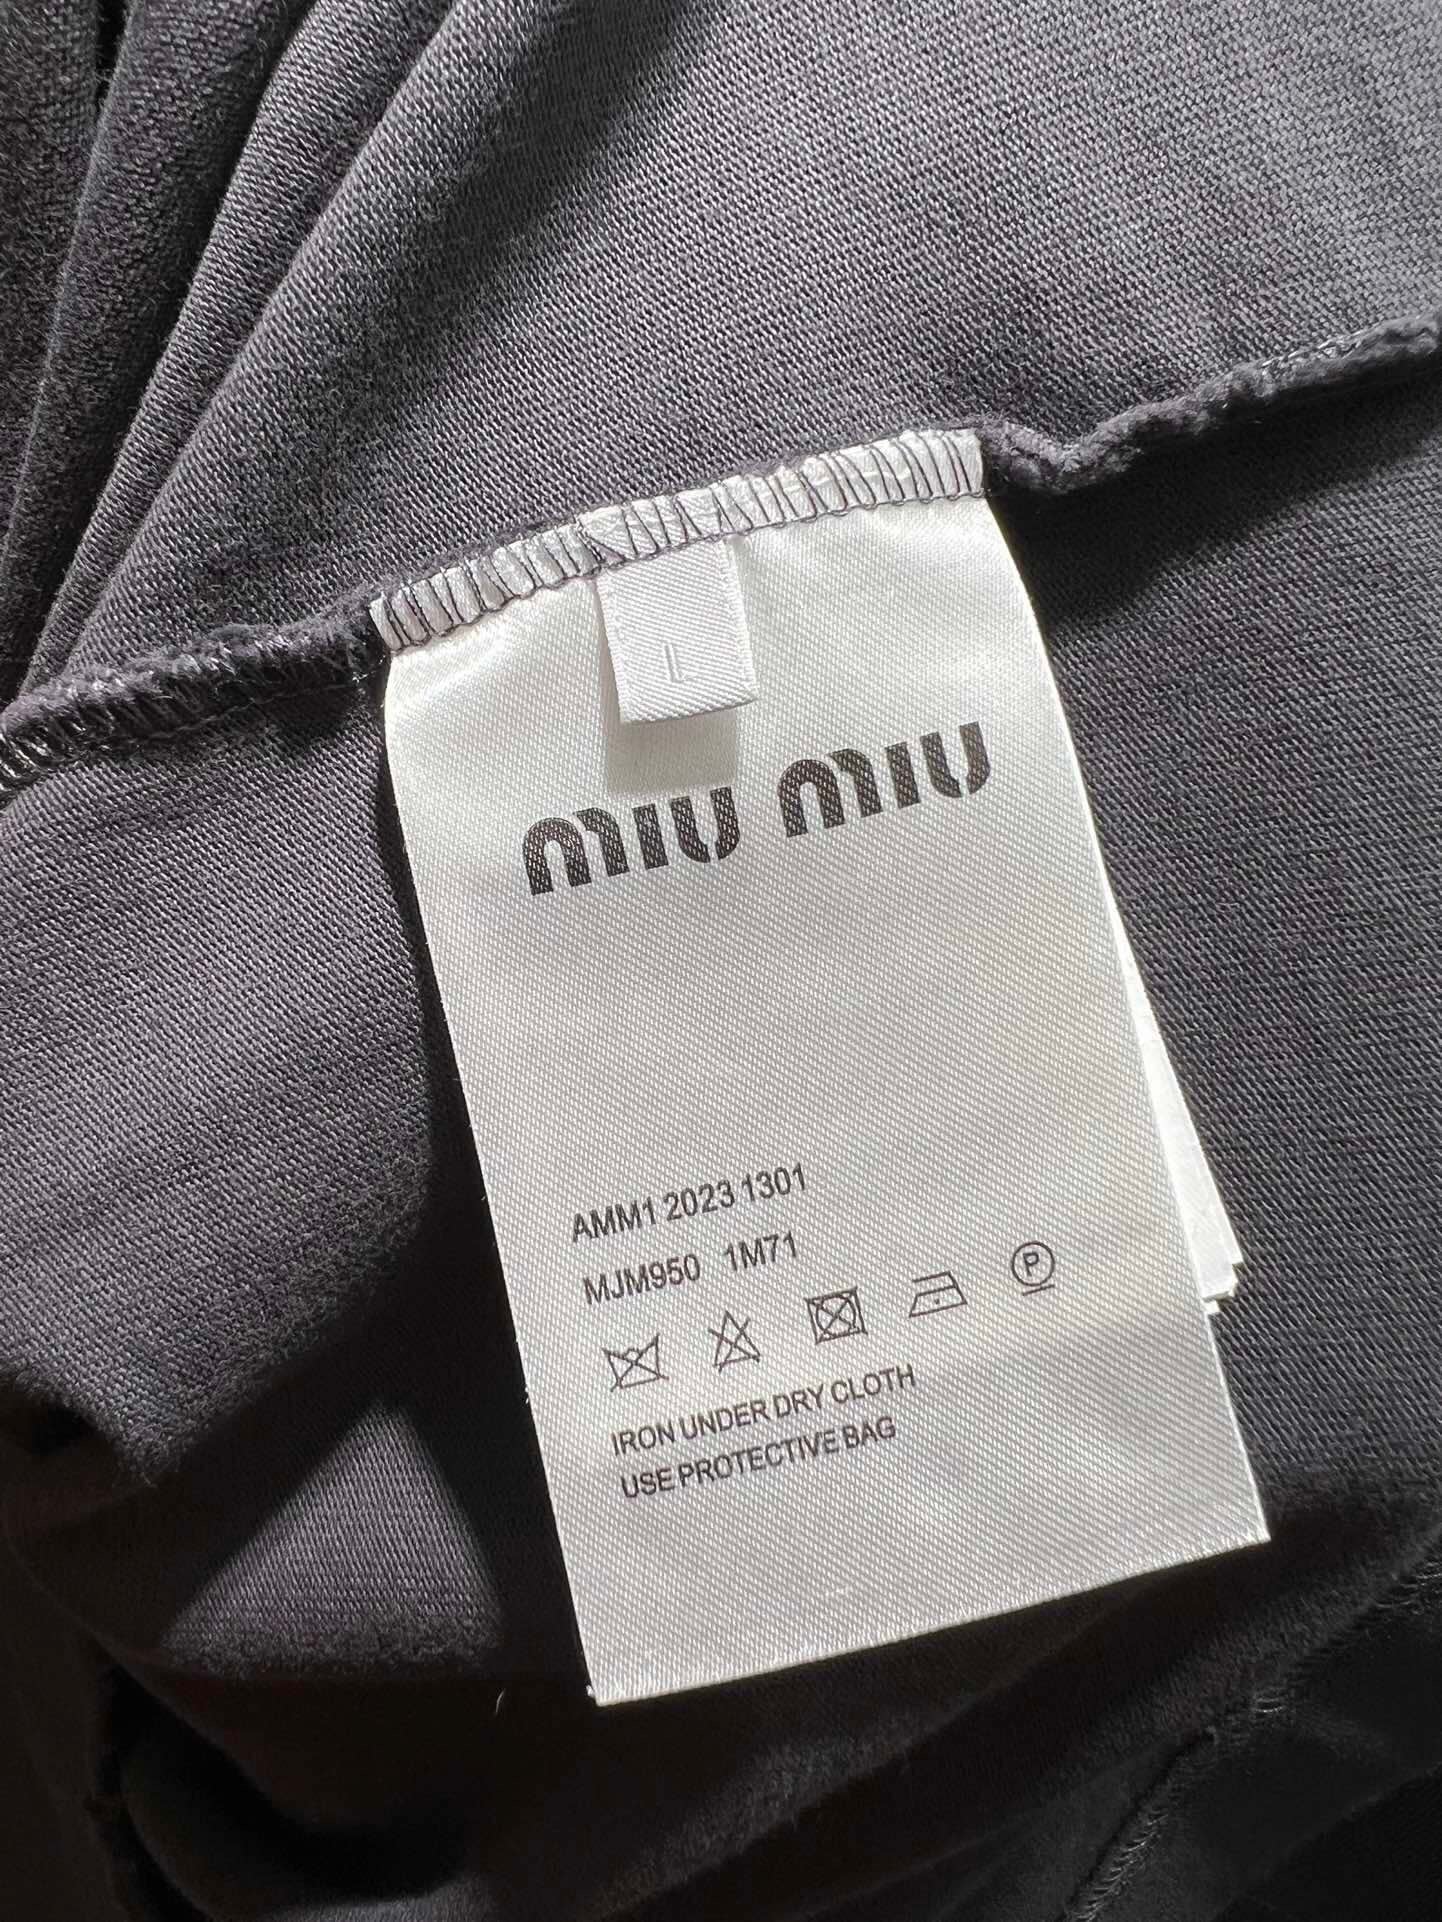 L
miu miu
AMM1 2023 1301
MJM950 1M71
P
IRON UNDER DRY CLOTH
USE PROTECTIVE BAG